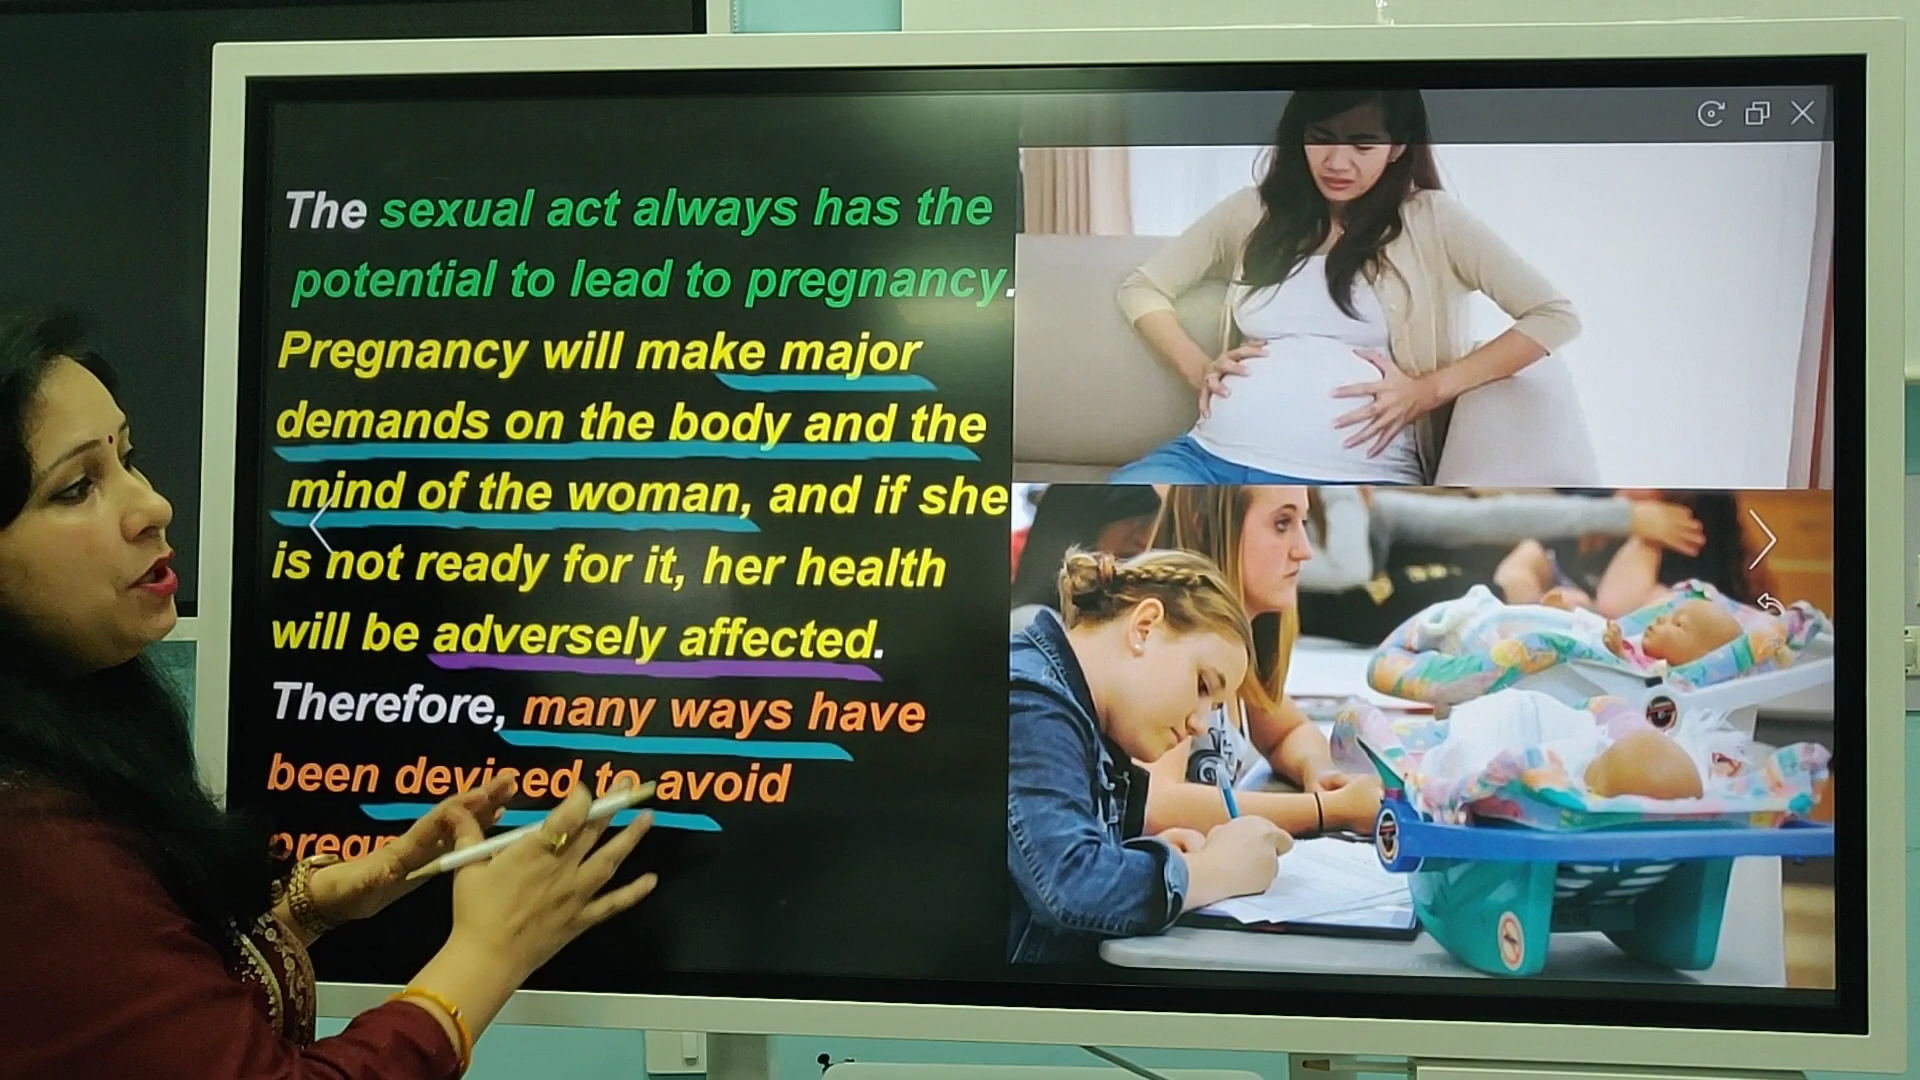 The sexual act always has the
potential to lead to pregnancy.
Pregnancy will make major
demands on the body and the
mind of the woman, and if she
is not ready for it, her health
will be adversely affected.
Therefore, many ways have
been devised to avoid